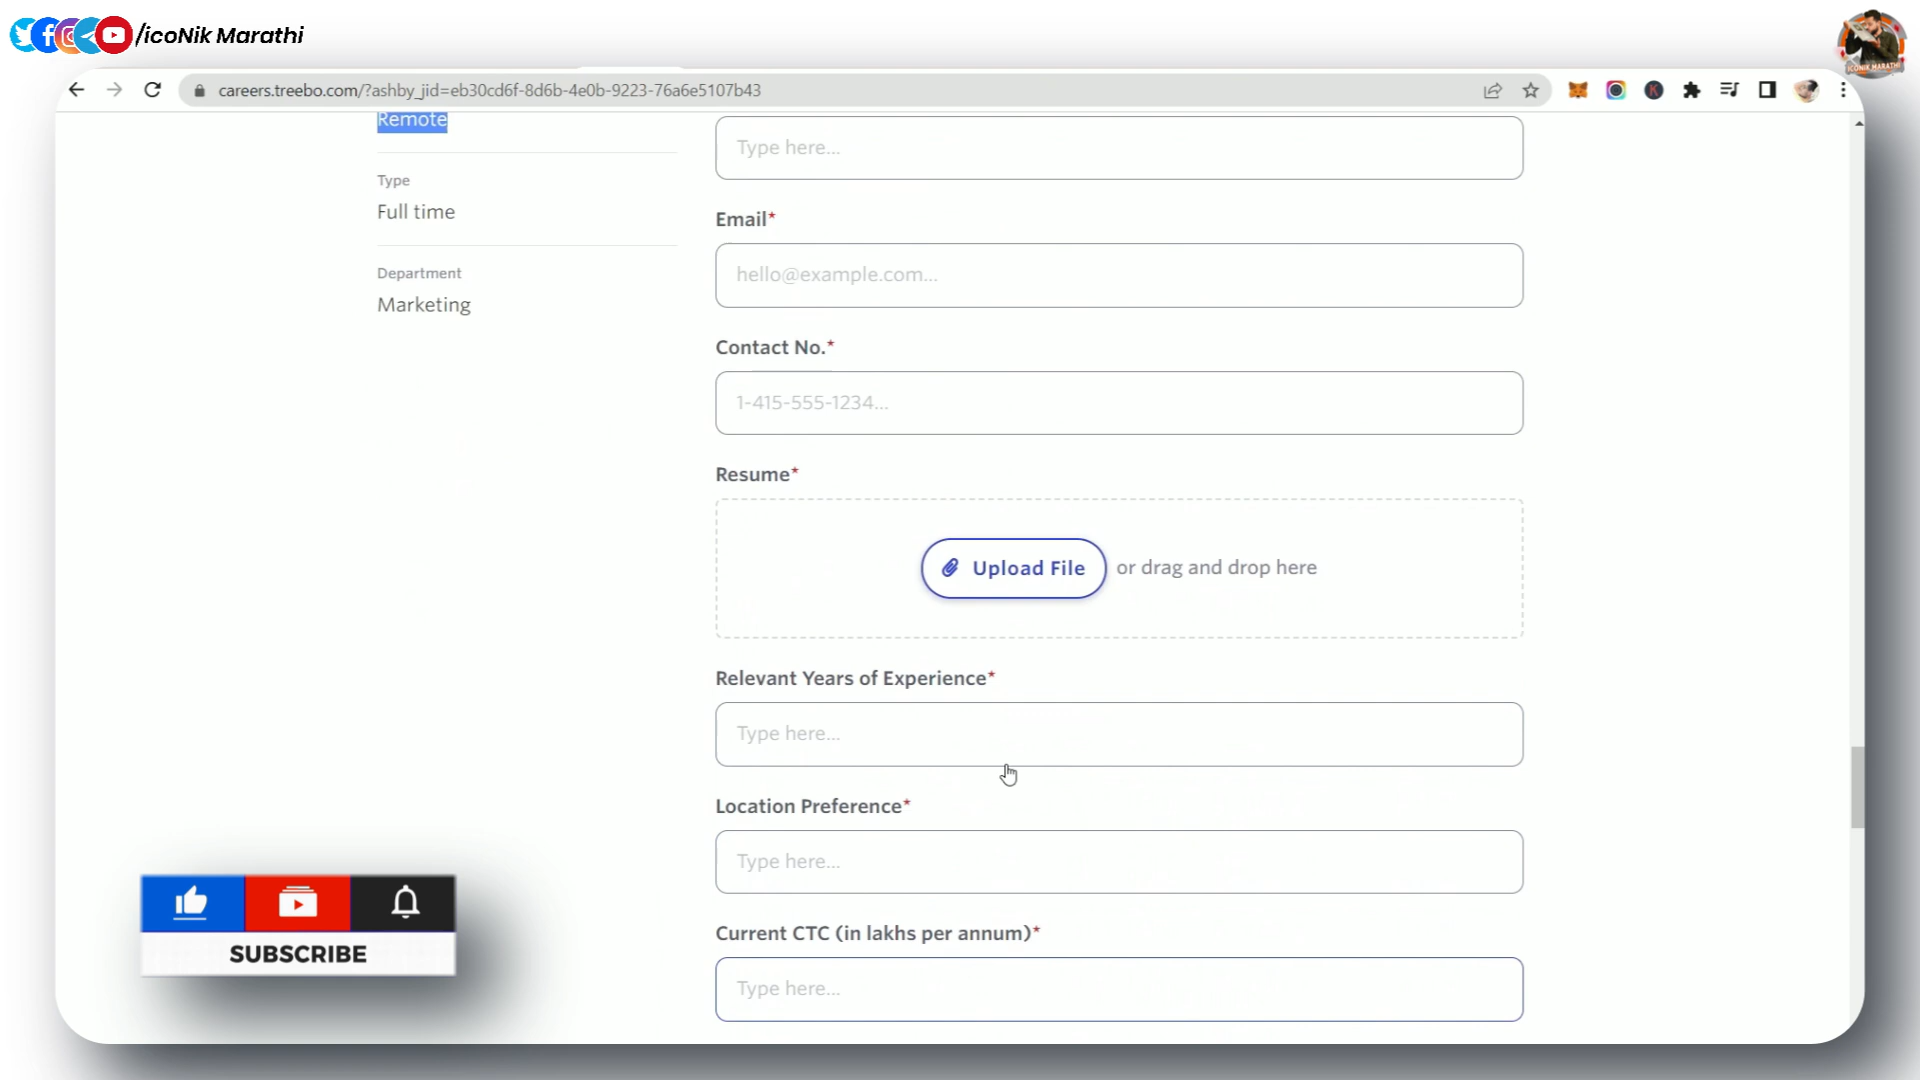 /icoNik Marathi
careers.treebo.com/?ashby_jid=eb30cd6f-8d6b-4e0b-9223-76a6e5107b43
Remote
Type
Full time
Department
Marketing
Type here...
Email*
hello@example.com...
Contact No.*
1-415-555-1234...
Resume*
Upload File or drag and drop here
Relevant Years of Experience*
Type here...
Location Preference*
Type here...
Current CTC (in lakhs per annum)*
Type here...
SUBSCRIBE